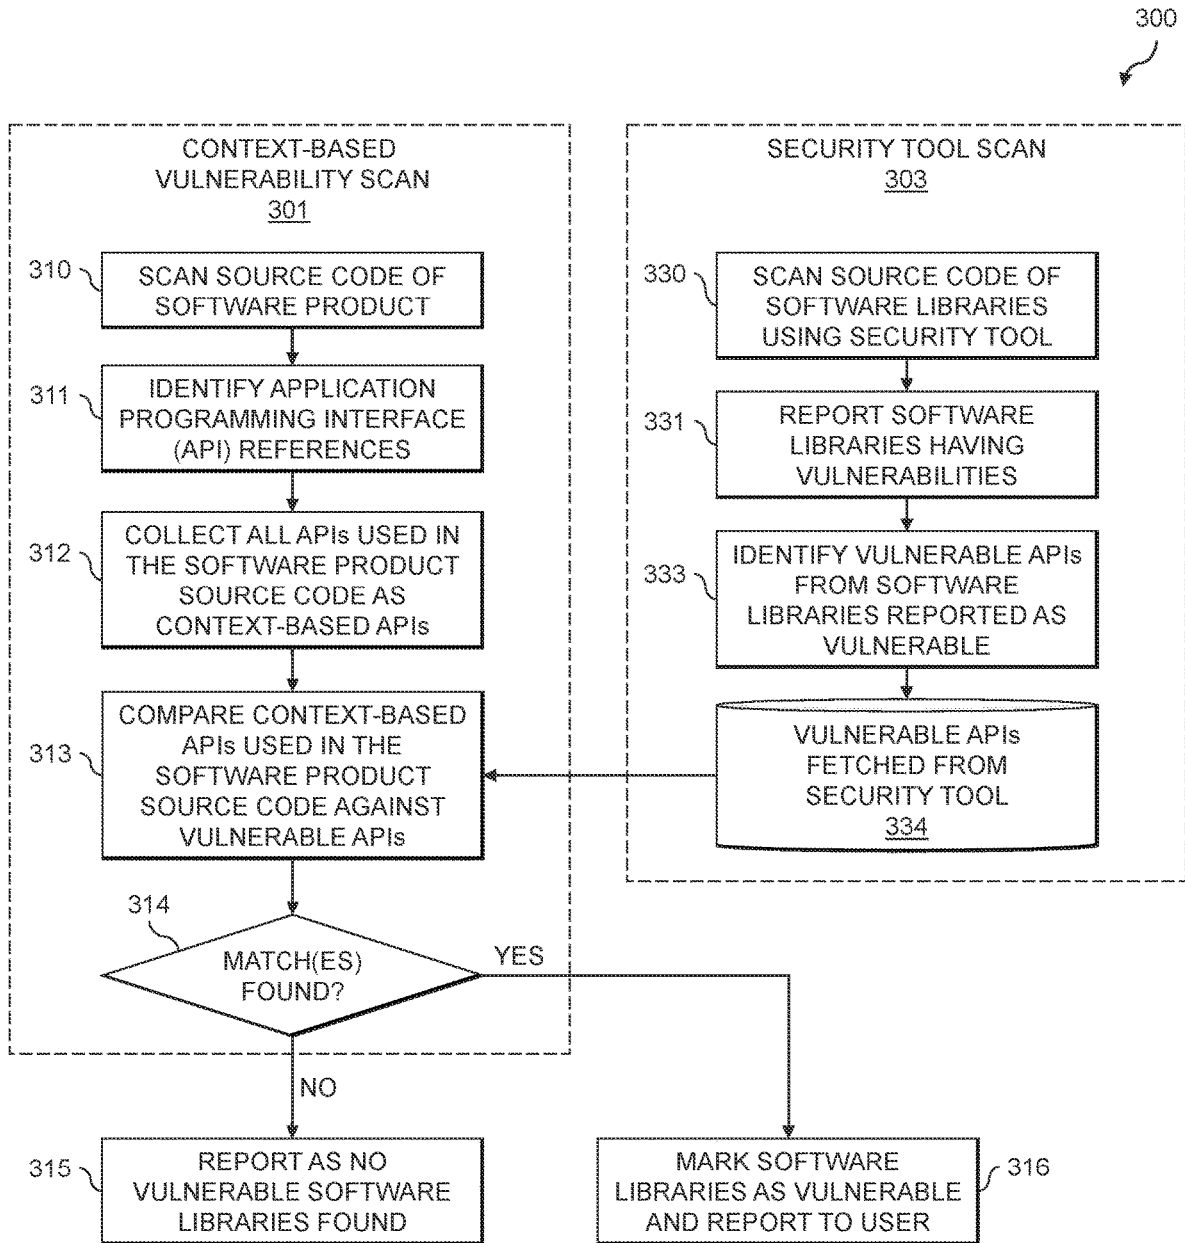 300
CONTEXT-BASED
VULNERABILITY SCAN
301
310
SCAN SOURCE CODE OF
SOFTWARE PRODUCT
311
IDENTIFY APPLICATION
PROGRAMMING INTERFACE
(API) REFERENCES
312
COLLECT ALL APIs USED IN
THE SOFTWARE PRODUCT
SOURCE CODE AS
CONTEXT-BASED APIs
313
COMPARE CONTEXT-BASED
APIs USED IN THE
SOFTWARE PRODUCT
SOURCE CODE AGAINST
VULNERABLE APIs
314
MATCH(ES)
FOUND?
YES
NO
315
REPORT AS NO
VULNERABLE SOFTWARE
LIBRARIES FOUND
SECURITY TOOL SCAN
303
330
SCAN SOURCE CODE OF
SOFTWARE LIBRARIES
USING SECURITY TOOL
331
REPORT SOFTWARE
LIBRARIES HAVING
VULNERABILITIES
333
IDENTIFY VULNERABLE APIs
FROM SOFTWARE
LIBRARIES REPORTED AS
VULNERABLE
VULNERABLE APIs
FETCHED FROM
SECURITY TOOL
334
MARK SOFTWARE
LIBRARIES AS VULNERABLE
AND REPORT TO USER
316